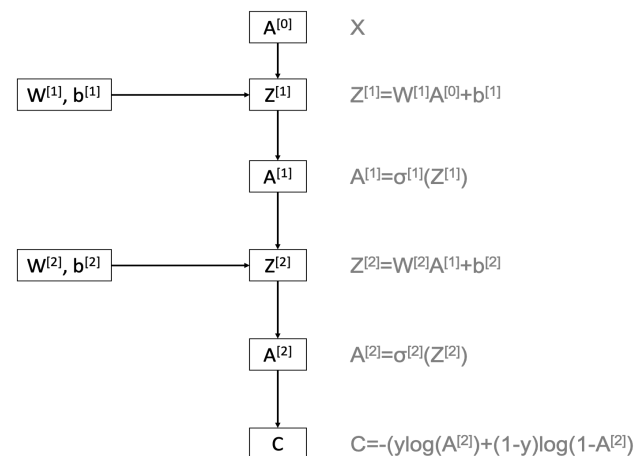 A[0] X
W[1], b[1] Z[1] Z[1]=W[1]A[0]+b[1]
A[1] A[1]=σ[1](Z[1])
W[2], b[2] Z[2] Z[2]=W[2]A[1]+b[2]
A[2] A[2]=σ[2](Z[2])
C C=-(ylog(A[2])+(1-y)log(1-A[2])